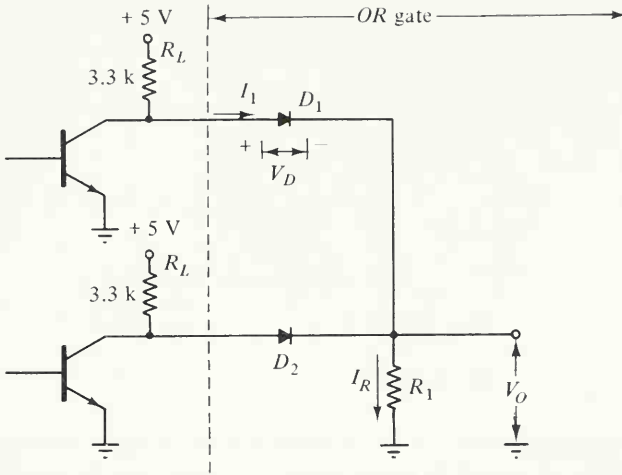 + 5 V
OR gate
R_L
3.3 k
I_1
D_1
+
−
V_D
+ 5 V
R_L
3.3 k
D_2
I_R
R_1
V_O